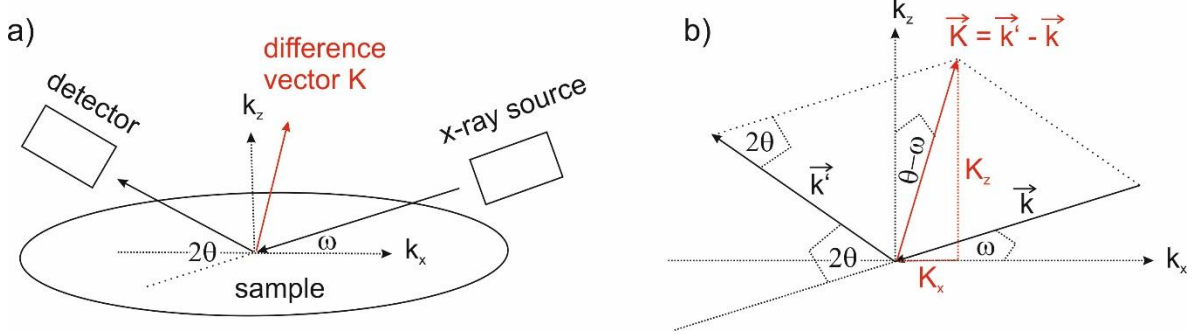 a)
difference
vector K
detector
x-ray source
k_z
2θ
ω
k_x
sample
b)
k_z
K⃗ = k⃗‘ - k⃗
2θ
θ−ω
K_z
k⃗‘
k⃗
2θ
K_x
ω
k_x